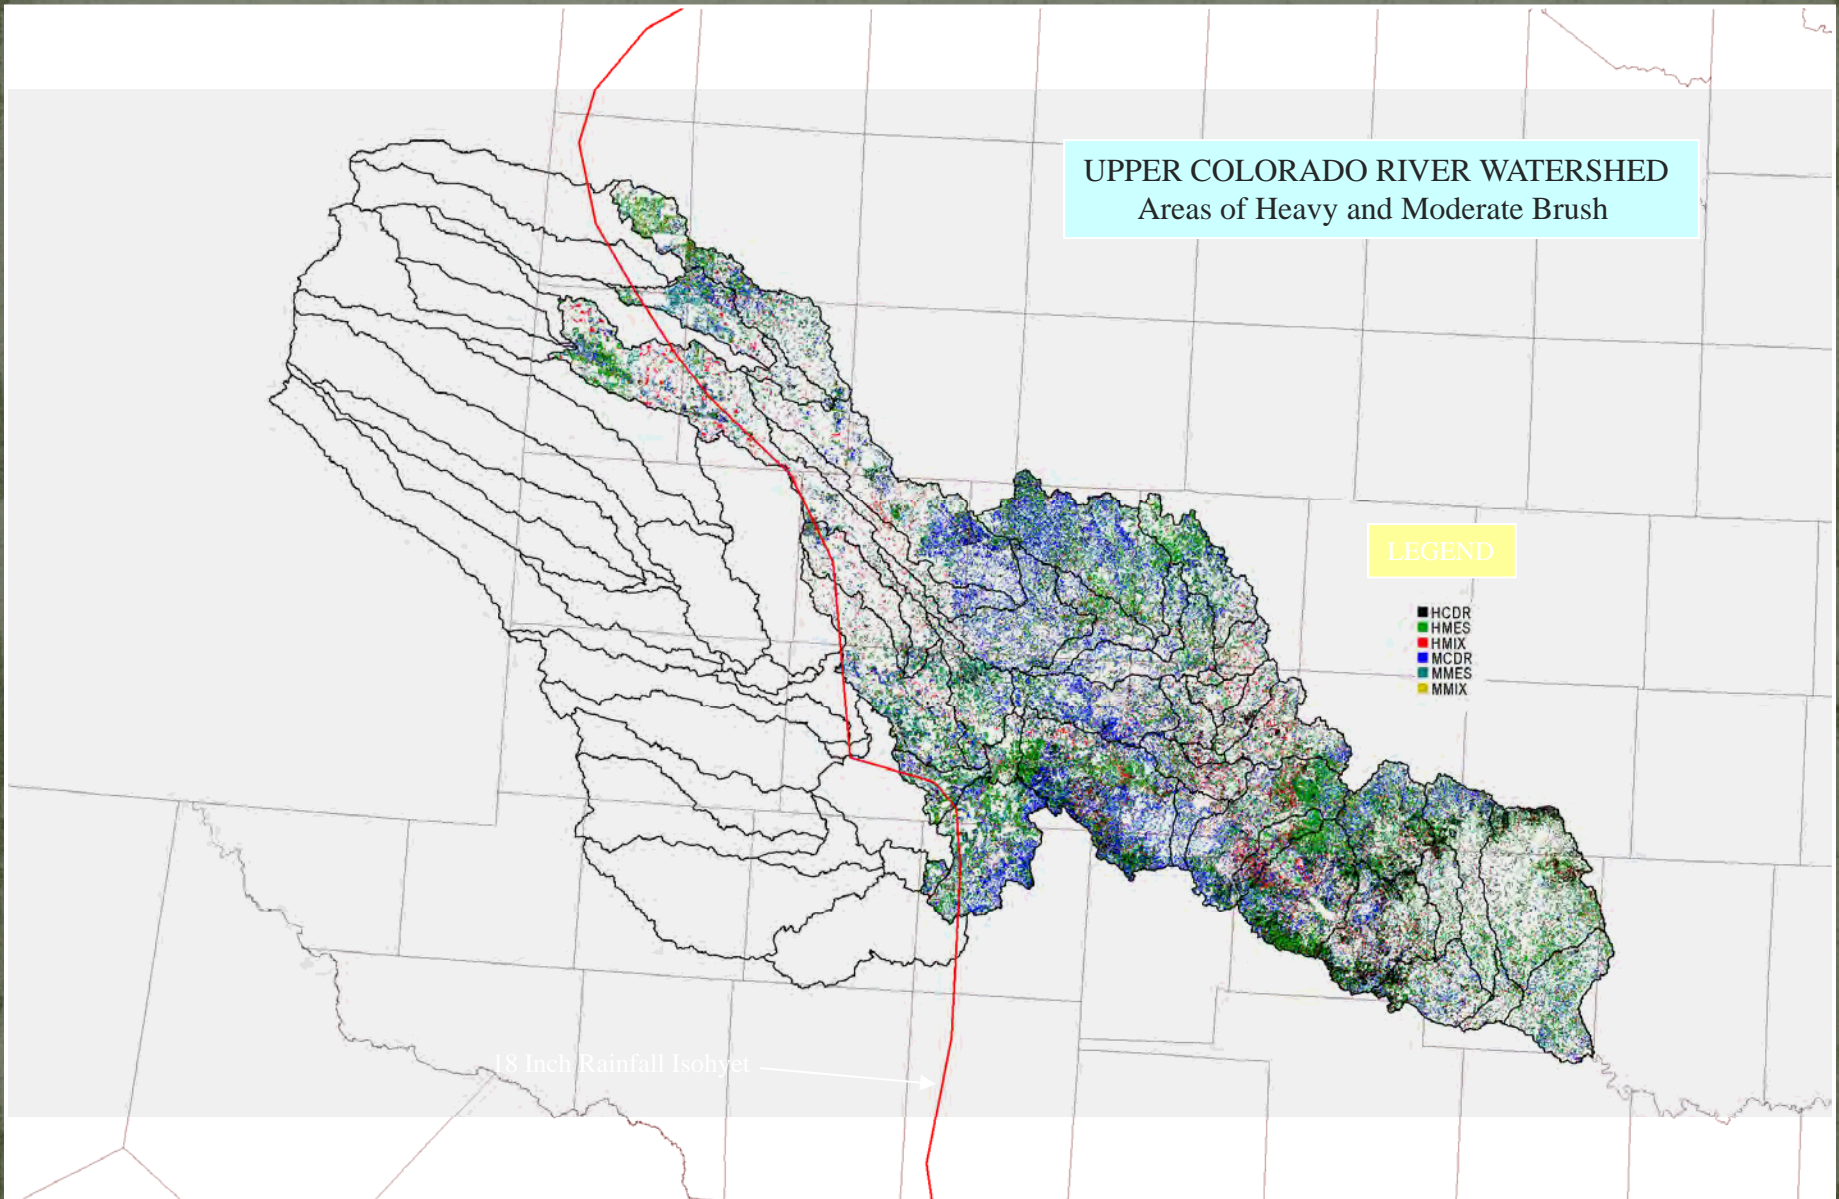 UPPER COLORADO RIVER WATERSHED
Areas of Heavy and Moderate Brush
LEGEND
HCDR
HMES
HMIX
MCDR
MMES
MMIX
18 Inch Rainfall Isohyet